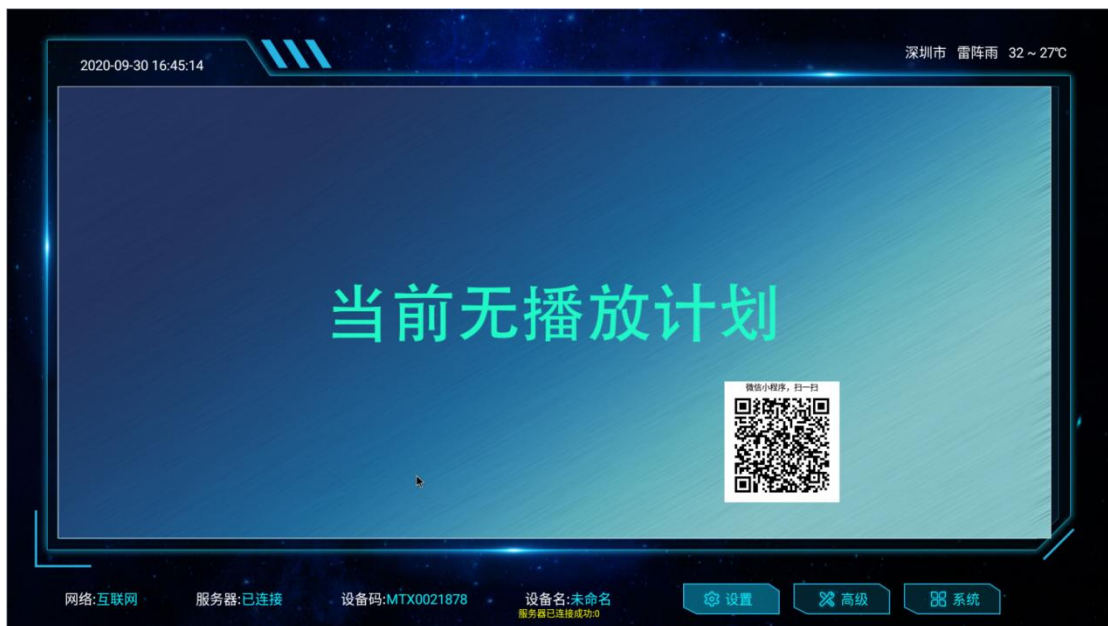 2020-09-30 16:45:14
深圳市 雷阵雨 32 ~ 27℃
当前无播放计划
微信小程序，扫一扫
网络:互联网 服务器:已连接 设备码:MTX0021878 设备名:未命名 设置 高级 系统
服务器已连接成功:0